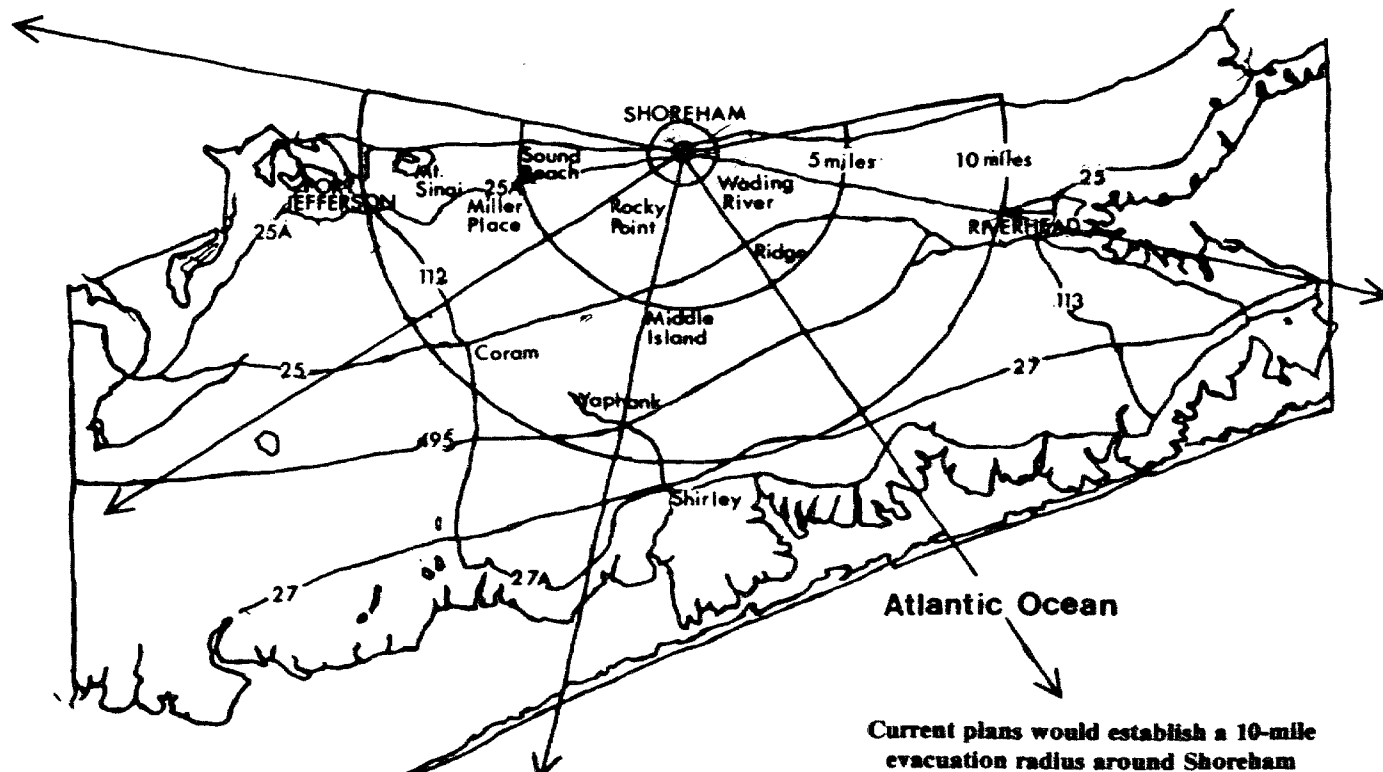 SHOREHAM
Sound
Beach
5 miles
10 miles
Mt.
Sinai
25A
Wading
River
25
PORT
JEFFERSON
Miller
Place
Rocky
Point
RIVERHEAD
25A
Ridge
112
113
Middle
Island
Coram
25
27
Yaphank
495
Shirley
27A
27
Atlantic Ocean
Current plans would establish a 10-mile
evacuation radius around Shoreham